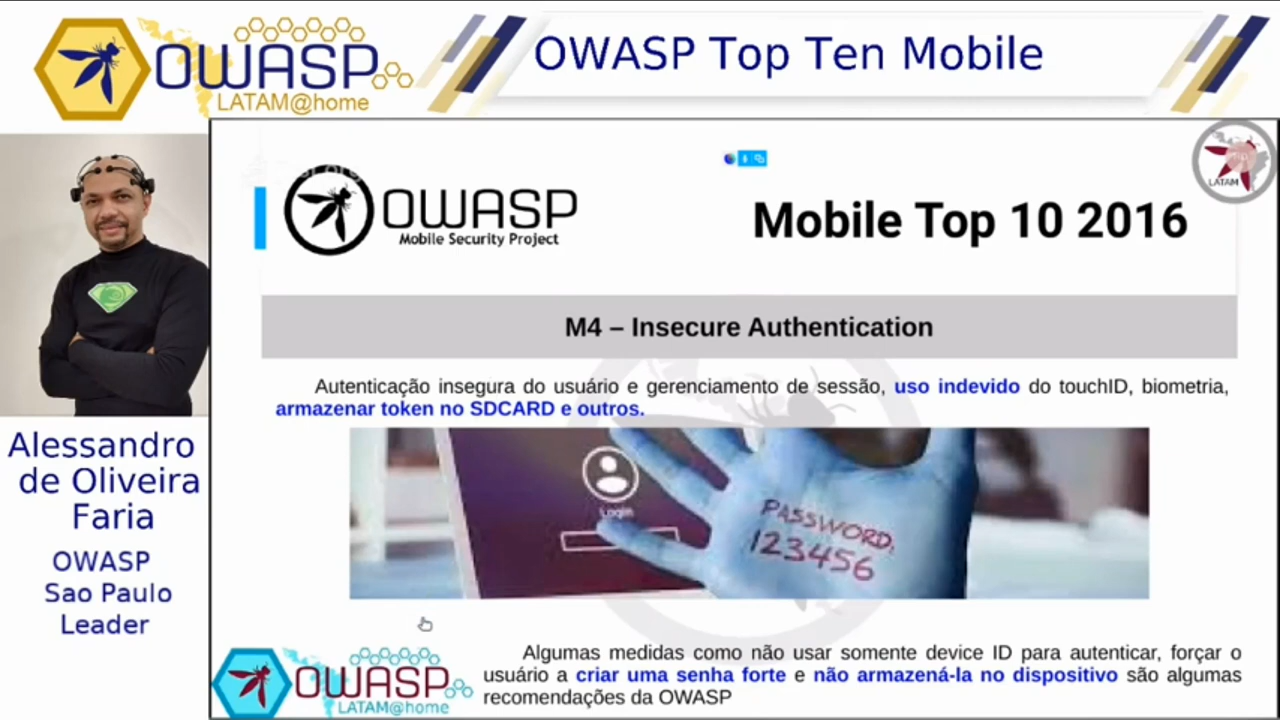 OWASP
LATAM@home
OWASP Top Ten Mobile
LATAM
OWASP
Mobile Security Project
Mobile Top 10 2016
M4 – Insecure Authentication
Autenticação insegura do usuário e gerenciamento de sessão, uso indevido do touchID, biometria,
armazenar token no SDCARD e outros.
Login
PASSWORD:
123456
Alessandro
de Oliveira
Faria
OWASP
Sao Paulo
Leader
OWASP
LATAM@home
Algumas medidas como não usar somente device ID para autenticar, forçar o
usuário a criar uma senha forte e não armazená-la no dispositivo são algumas
recomendações da OWASP